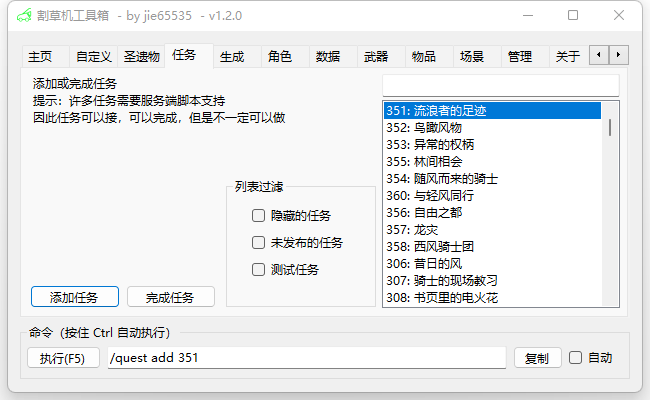 割草机工具箱 - by jie65535 - v1.2.0
主页 自定义 圣遗物 任务 生成 角色 数据 武器 物品 场景 管理 关于
添加或完成任务
提示：许多任务需要服务端脚本支持
因此任务可以接，可以完成，但是不一定可以做
列表过滤
隐藏的任务
未发布的任务
测试任务
添加任务 完成任务
351: 流浪者的足迹
352: 鸟瞰风物
353: 异常的权柄
355: 林间相会
354: 随风而来的骑士
360: 与轻风同行
356: 自由之都
357: 龙灾
358: 西风骑士团
306: 昔日的风
307: 骑士的现场教习
308: 书页里的电火花
命令（按住 Ctrl 自动执行）
执行(F5) /quest add 351 复制 自动